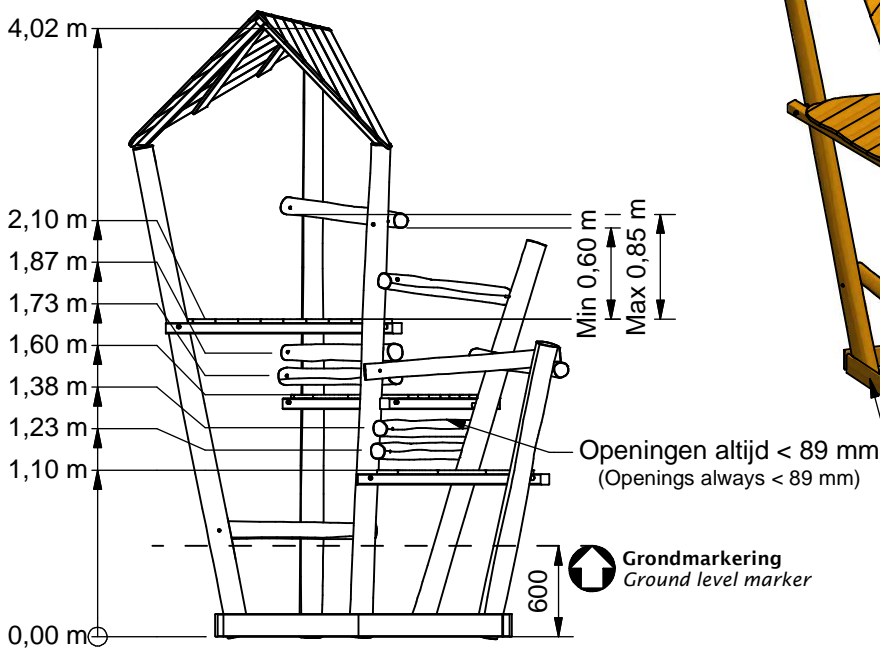 4,02 m
2,10 m
1,87 m
1,73 m
1,60 m
1,38 m
1,23 m
1,10 m
0,00 m
Min 0,60 m
Max 0,85 m
Openingen altijd < 89 mm
(Openings always < 89 mm)
Grondmarkering
Ground level marker
600